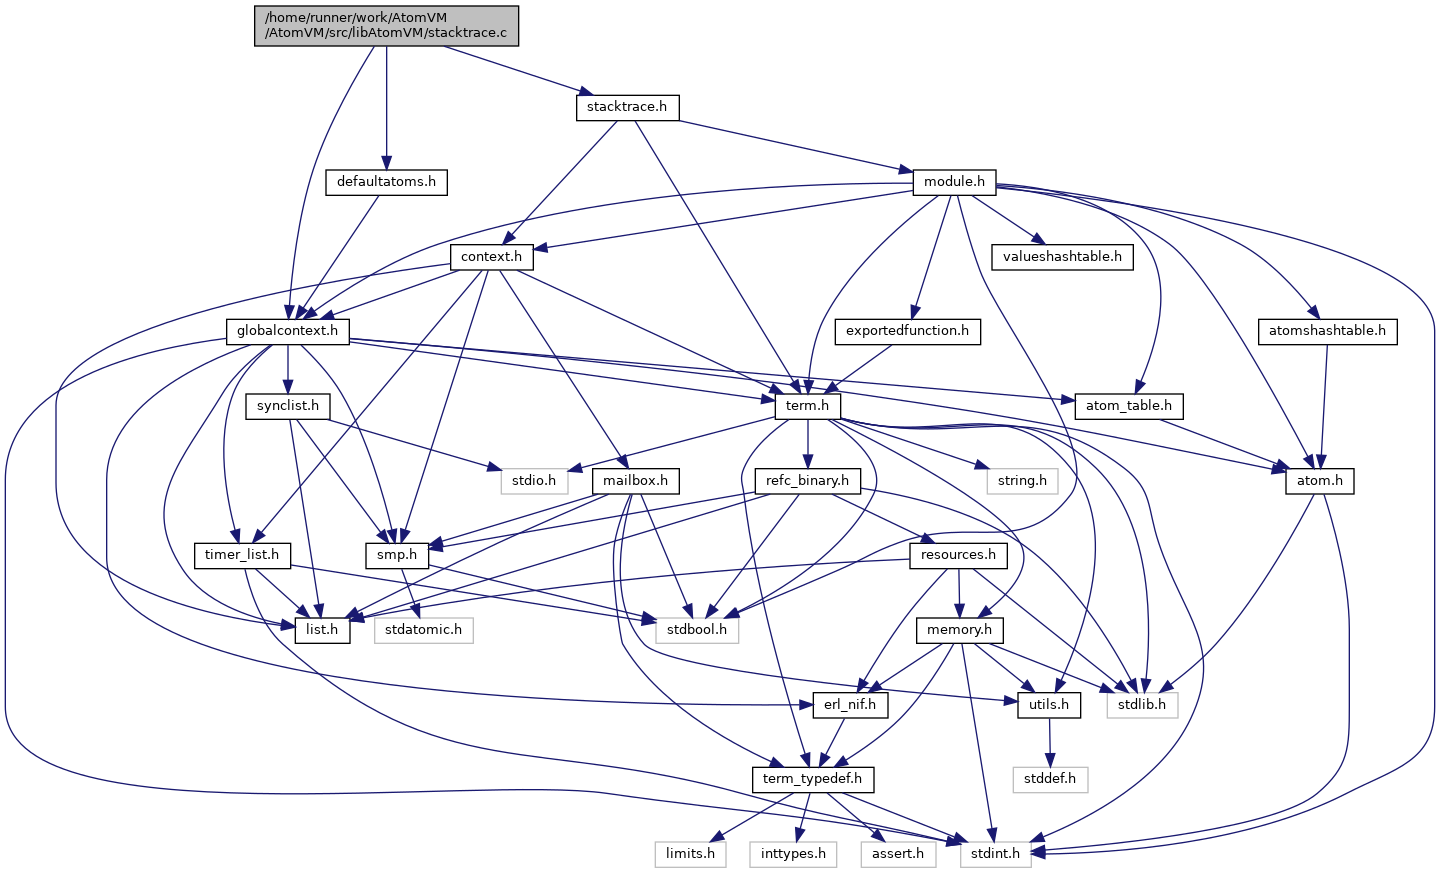 /home/runner/work/AtomVM
/AtomVM/src/libAtomVM/stacktrace.c
stacktrace.h
defaultatoms.h
module.h
context.h
valueshashtable.h
globalcontext.h
exportedfunction.h
atomshashtable.h
synclist.h
term.h
atom_table.h
stdio.h
mailbox.h
refc_binary.h
string.h
atom.h
timer_list.h
smp.h
resources.h
list.h
stdatomic.h
stdbool.h
memory.h
erl_nif.h
utils.h
stdlib.h
term_typedef.h
stddef.h
limits.h
inttypes.h
assert.h
stdint.h